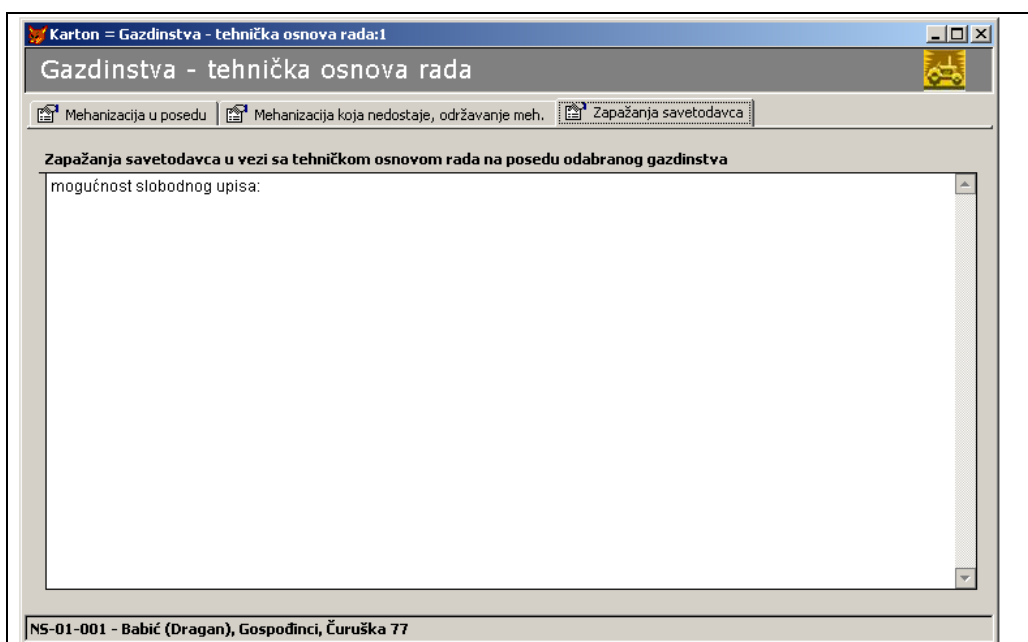 Karton = Gazdinstva - tehnička osnova rada:1
Gazdinstva - tehnička osnova rada
Mehanizacija u posedu Mehanizacija koja nedostaje, održavanje meh. Zapažanja savetodavca
Zapažanja savetodavca u vezi sa tehničkom osnovom rada na posedu odabranog gazdinstva
mogućnost slobodnog upisa:
NS-01-001 - Babić (Dragan), Gospođinci, Čuruška 77